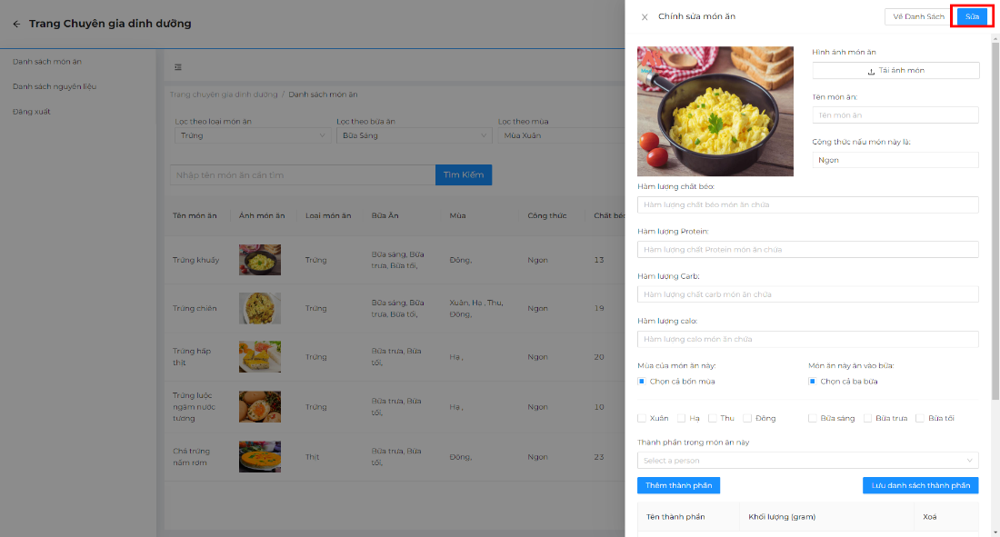 Trang Chuyên gia dinh dưỡng
Danh sách món ăn
Danh sách nguyên liệu
Đăng xuất
Trang chuyên gia dinh dưỡng / Danh sách món ăn
Lọc theo loại món ăn
Lọc theo bữa ăn
Lọc theo mùa
Trứng
Bữa Sáng
Mùa Xuân
Nhập tên món ăn cần tìm
Tìm Kiếm
Tên món ăn
Ảnh món ăn
Loại món ăn
Bữa Ăn
Mùa
Công thức
Chất béo
Trứng khuấy
Trứng
Bữa sáng, Bữa
trưa, Bữa tối,
Đông,
Ngon
13
Trứng chiên
Trứng
Bữa sáng, Bữa
trưa, Bữa tối,
Xuân, Hạ , Thu,
Đông,
Ngon
19
Trứng hấp
thịt
Trứng
Bữa trưa, Bữa
tối,
Hạ ,
Ngon
20
Trứng luộc
ngâm nước
tương
Trứng
Bữa trưa, Bữa
tối,
Hạ ,
Ngon
10
Chả trứng
nấm rơm
Thịt
Bữa trưa, Bữa
tối,
Đông,
Ngon
23
Chỉnh sửa món ăn
Về Danh Sách
Sửa
Hình ảnh món ăn
Tải ảnh món
Tên món ăn:
Tên món ăn
Công thức nấu món này là:
Ngon
Hàm lượng chất béo:
Hàm lượng chất béo món ăn chứa
Hàm lượng Protein:
Hàm lượng chất Protein món ăn chứa
Hàm lượng Carb:
Hàm lượng chất carb món ăn chứa
Hàm lượng calo:
Hàm lượng calo món ăn chứa
Mùa của món ăn này:
Món ăn này ăn vào bữa:
Chọn cả bốn mùa
Chọn cả ba bữa
Xuân
Hạ
Thu
Đông
Bữa sáng
Bữa trưa
Bữa tối
Thành phần trong món ăn này
Select a person
Thêm thành phần
Lưu danh sách thành phần
Tên thành phần
Khối lượng (gram)
Xoá